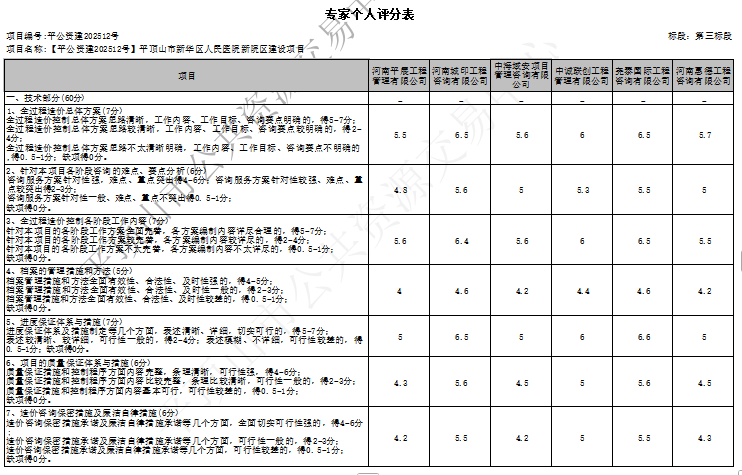 专家个人评分表
项目编号:平公资建202512号
标段: 第三标段
项目名称:【平公资建202512号】平顶山市新华区人民医院新院区建设项目
项目 河南平展工程管理有限公司 河南城印工程咨询有限公司 中海域安项目管理咨询有限公司 中诚联创工程管理有限公司 尧泰国际工程咨询有限公司 河南惠德工程咨询有限公司
一、技术部分(60分) — — — — — —
1、全过程造价总体方案(7分)
全过程造价控制总体方案思路清晰, 工作内容、工作目标、咨询要点明确的, 得5-7分;
全过程造价控制总体方案思路较清晰, 工作内容、工作目标、咨询要点较明确的, 得2-
4分;
全过程造价控制总体方案思路不太清晰明确, 工作内容、工作目标、咨询要点不明确的
,得0.5-1分; 缺项得0分。
5.5 6.5 5.6 6 6.5 5.7
2、针对本项目各阶段咨询的难点、要点分析(6分)
咨询服务方案针对性强, 难点、重点突出得4-6分; 咨询服务方案针对性较强、难点、重
点较突出得2-3分;
咨询服务方案针对性一般、难点、重点不突出得0.5-1分;
缺项得0分。
4.8 5.6 5 5.3 5.5 5
3、全过程造价控制各阶段工作内容(7分)
针对本项目的各阶段工作方案全面完善, 各方案编制内容详尽合理的, 得5-7分;
针对本项目的各阶段工作方案较完善, 各方案编制内容较详尽的, 得2-4分;
针对本项目的各阶段工作方案不太完善, 各方案编制内容不太详尽的, 得0.5-1分;
缺项得0分。
5.6 6.4 5.6 6 6.5 5.5
4、档案的管理措施和方法(5分)
档案管理措施和方法全面有效性、合法性、及时性强的, 得4-5分;
档案管理措施和方法全面有效性、合法性、及时性一般的, 得2-3分;
档案管理措施和方法全面有效性、合法性、及时性较差的, 得0.5-1分;
缺项得0分。
4 4.6 4.2 4.4 4.6 4.2
5、进度保证体系与措施(7分)
进度保证体系及措施制定等几个方面, 表述清晰、详细, 切实可行的, 得5-7分;
表述较清晰、较详细, 可行性一般的, 得2-4分; 表述模糊、不详细, 可行性较差的, 得
0.5-1分; 缺项得0分。
5 6.5 5 6 6.6 5
6、项目的质量保证体系与措施(6分)
质量保证措施和控制程序方面内容完整, 条理清晰, 可行性强, 得4-6分;
质量保证措施和控制程序方面内容比较完整, 条理比较清晰, 可行性一般的, 得2-3分;
质量保证措施和控制程序方面内容基本可行, 可行性较差的, 得0.5-1分;
缺项得0分。
4.3 5.6 4.5 5 5.6 4.5
7、造价咨询保密措施及廉洁自律措施(6分)
造价咨询保密措施承诺及廉洁自律措施承诺等几个方面, 全面切实可行性强的, 得4-6分
;
造价咨询保密措施承诺及廉洁自律措施承诺等几个方面, 可行性一般的, 得2-3分;
造价咨询保密措施承诺及廉洁自律措施承诺等几个方面, 可行性较差的, 得0.5-1分;
缺项得0分。
4.2 5.5 4.2 5 5.5 4.3
平顶山市公共资源交易中心